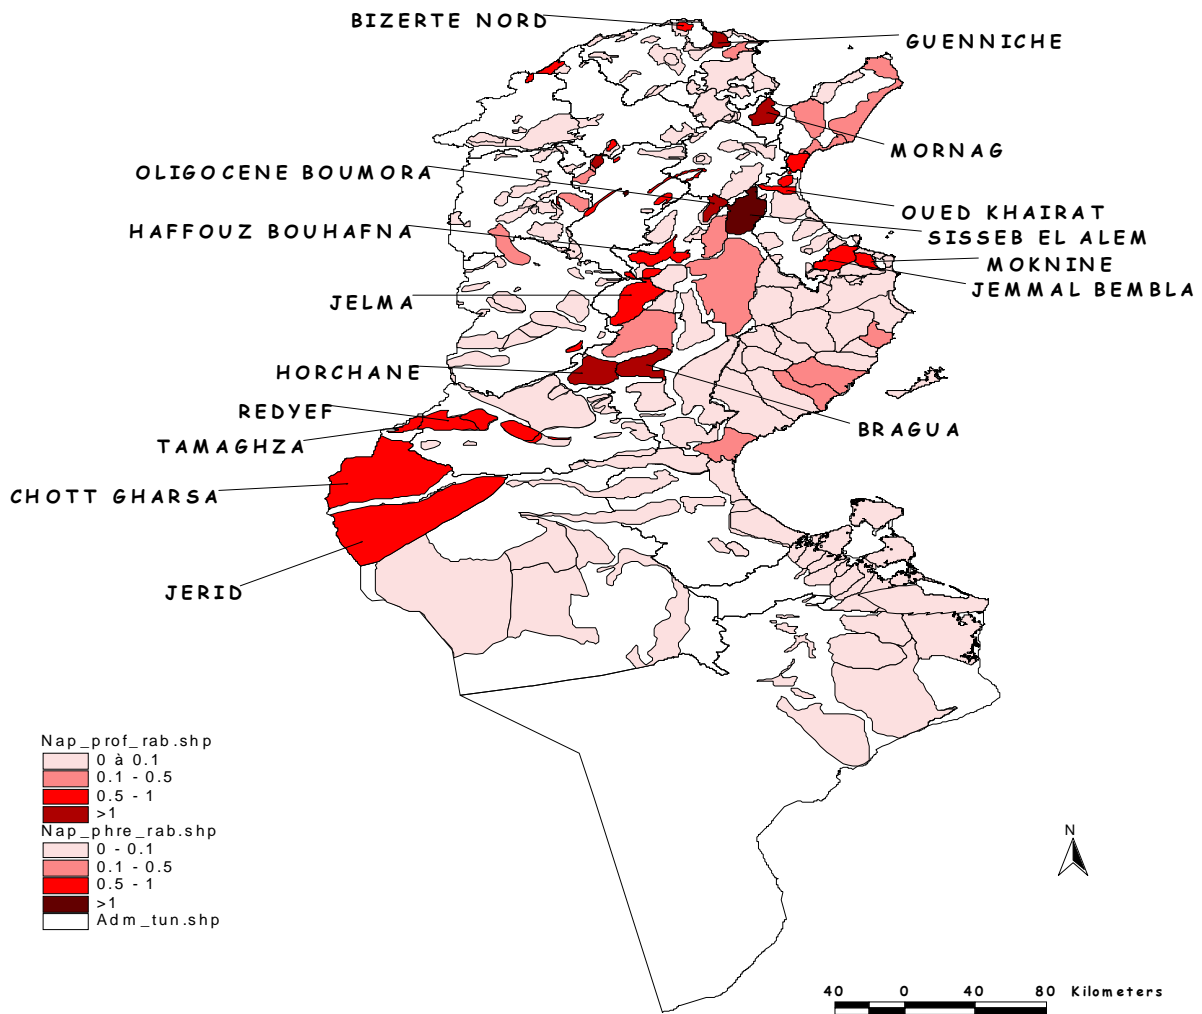 BIZERTE NORD
GUENNICHE
MORNAG
OLIGOCENE BOUMORA
OUED KHAIRAT
HAFFOUZ BOUHAFNA
SISSEB EL ALEM
MOKNINE
JEMMAL BEMBLA
JELMA
HORCHANE
REDYEF
BRAGUA
TAMAGHZA
CHOTT GHARSA
JERID
Nap_prof_rab.shp
0 à 0.1
0.1 - 0.5
0.5 - 1
>1
Nap_phre_rab.shp
0 - 0.1
0.1 - 0.5
0.5 - 1
>1
Adm_tun.shp
N
40 0 40 80 Kilometers